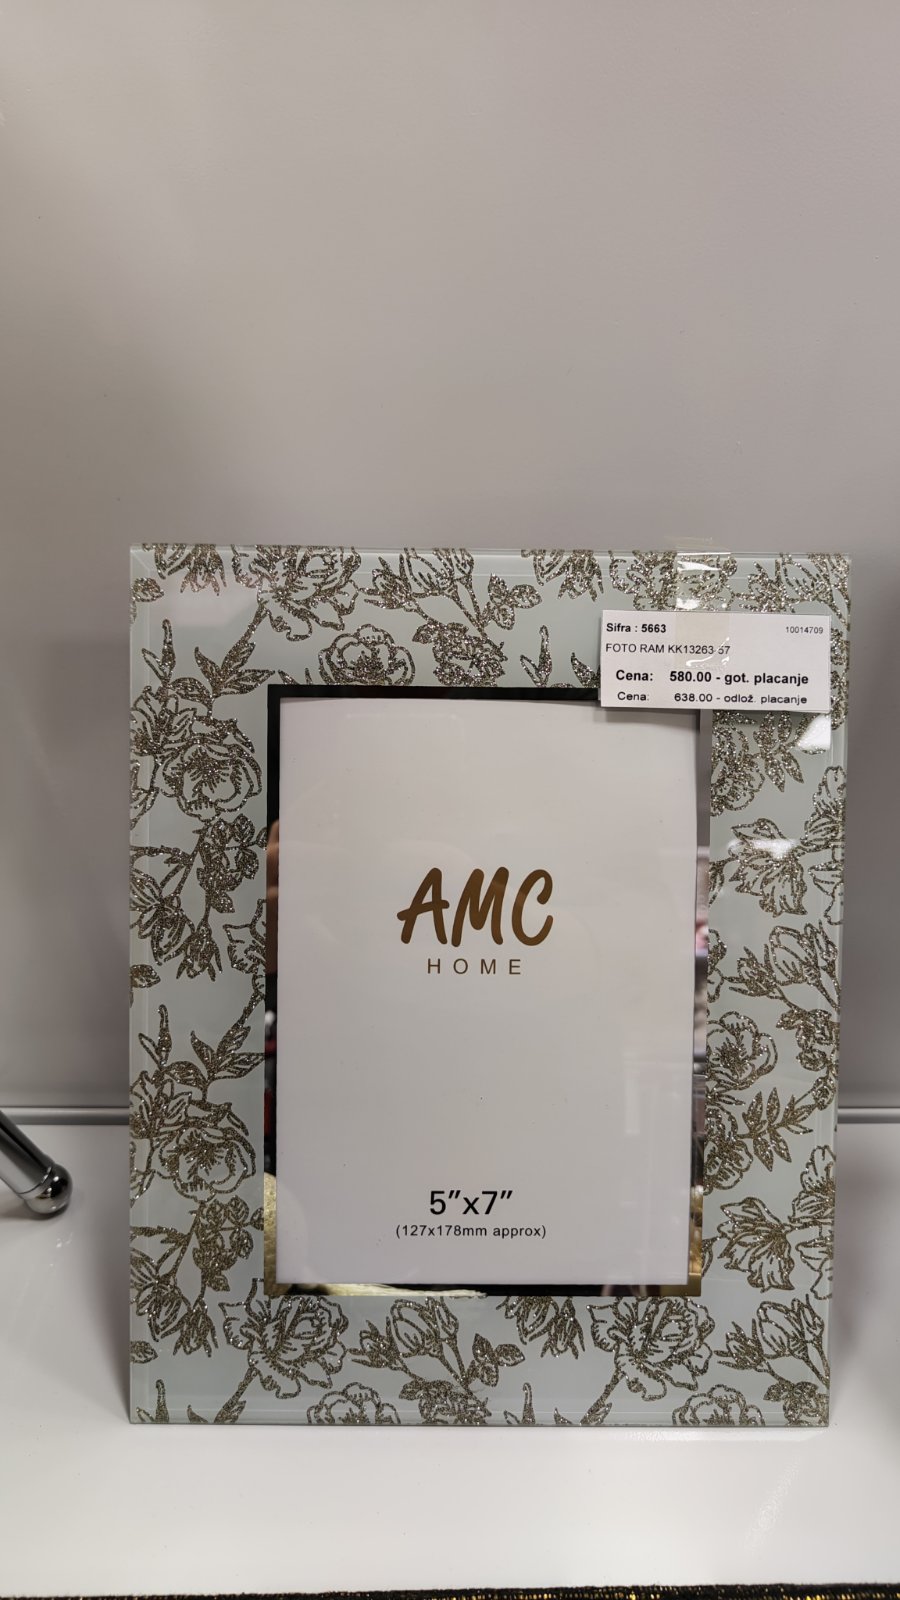 Sifra : 5663 10014709
FOTO RAM KK13263-57
Cena: 580.00 - got. placanje
Cena: 638.00 - odlož. placanje
AMC
HOME
5"x7"
(127x178mm approx)